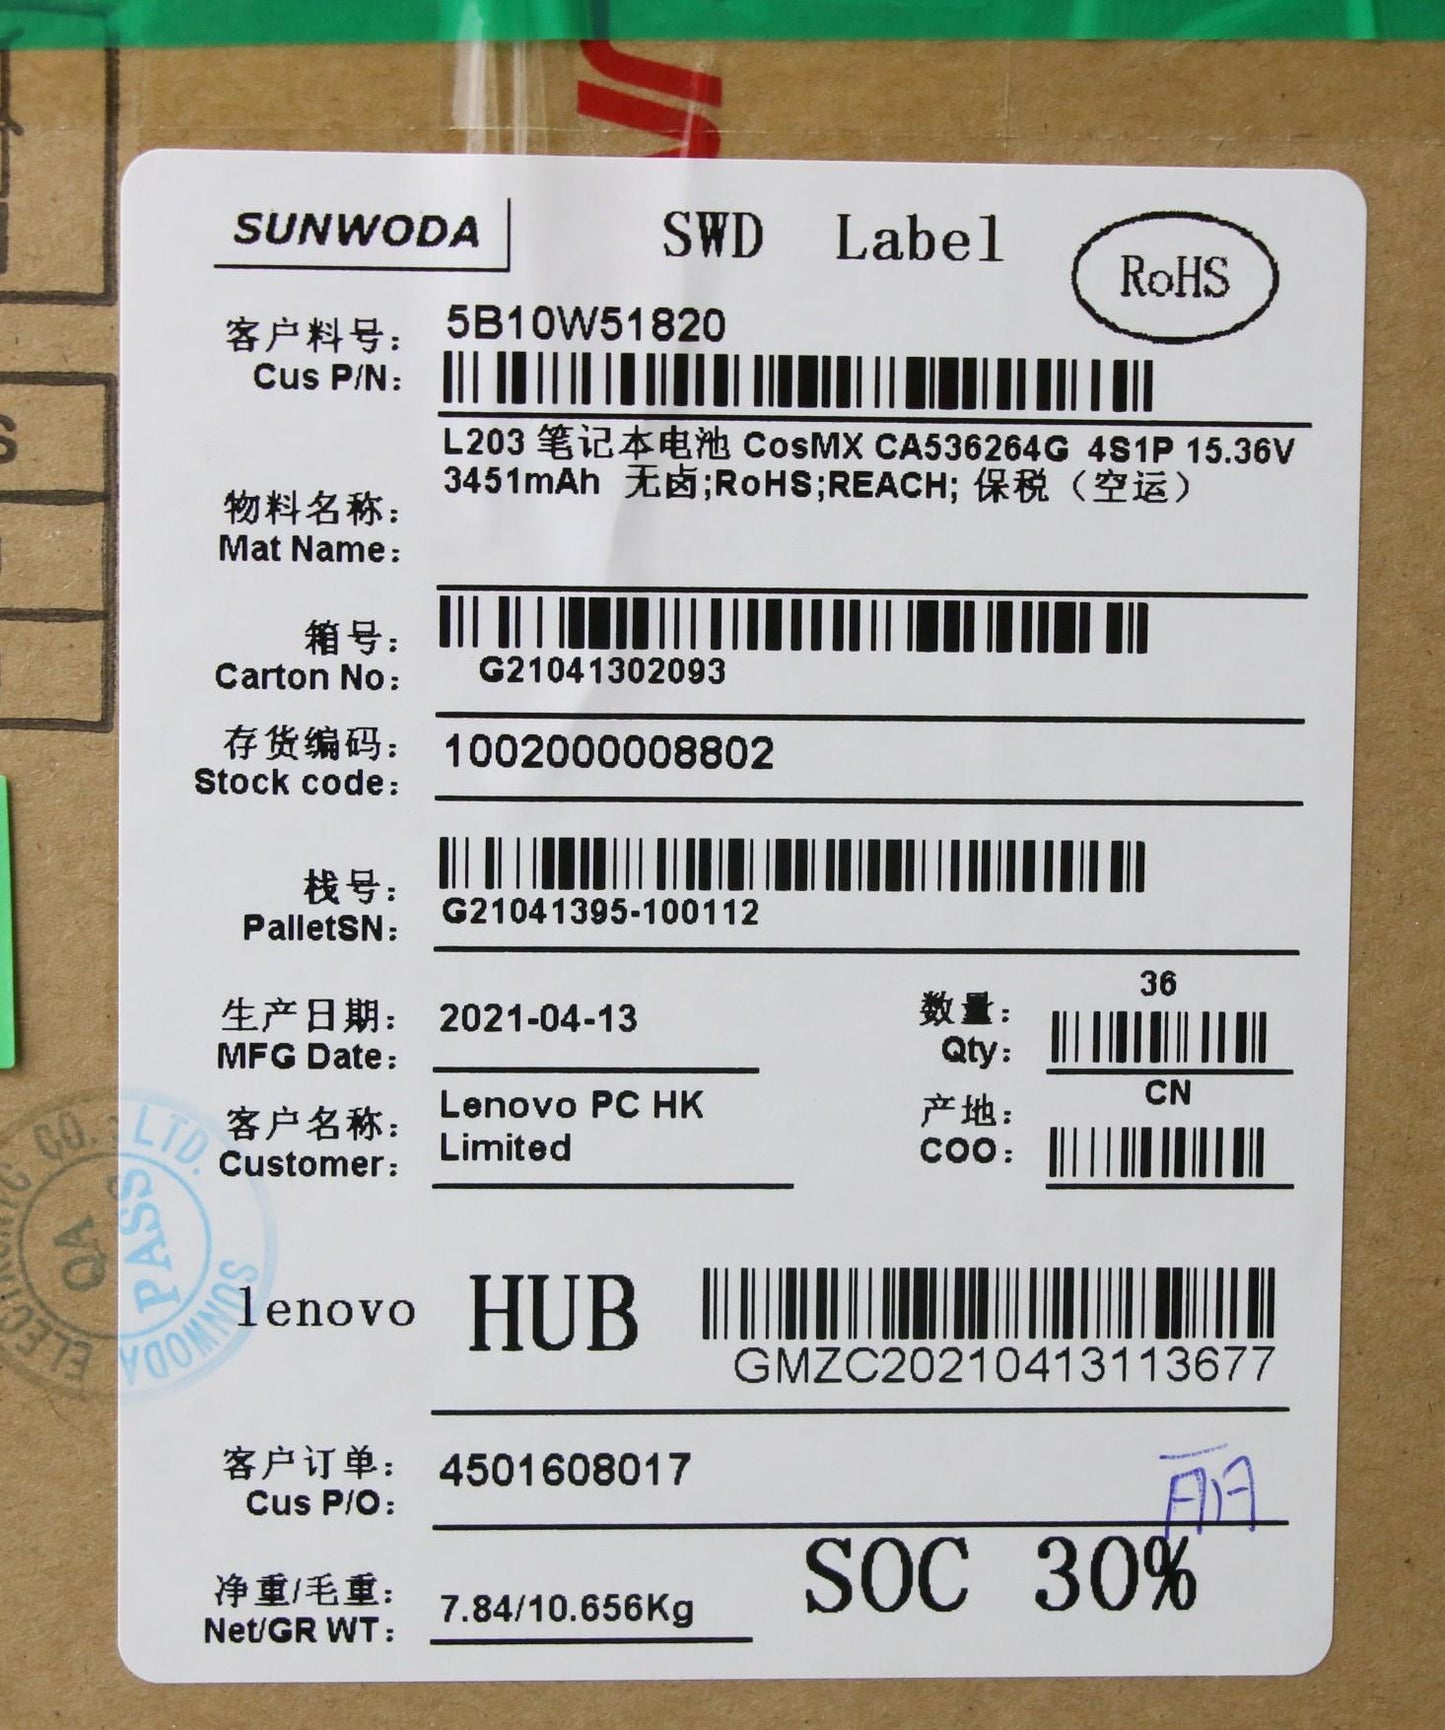 SUNWODA
SWD Label
RoHS
客户料号: 5B10W51820
Cus P/N:
L203 笔记本电池 CosMX CA536264G 4S1P 15.36V
3451mAh 无卤;RoHS;REACH; 保税（空运）
物料名称:
Mat Name:
箱号:
Carton No: G21041302093
存货编码: 1002000008802
Stock code:
栈号:
PalletSN: G21041395-100112
36
生产日期: 2021-04-13 数量:
MFG Date: Qty:
CN
客户名称: Lenovo PC HK 产地:
Customer: Limited COO:
lenovo HUB
GMZC20210413113677
客户订单: 4501608017
Cus P/O:
丽
SOC 30%
净重/毛重: 7.84/10.656Kg
Net/GR WT:
SUNWODA ELECTRONIC CO.,LTD.
QA PASS
S